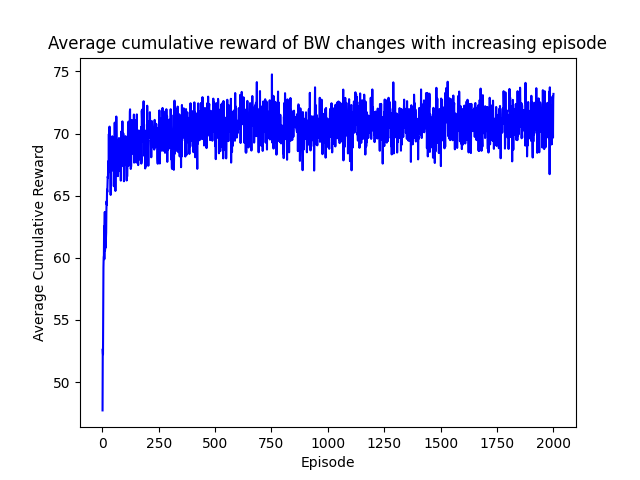 Average cumulative reward of BW changes with increasing episode
75
70
65
60
55
50
Average Cumulative Reward
0 250 500 750 1000 1250 1500 1750 2000
Episode